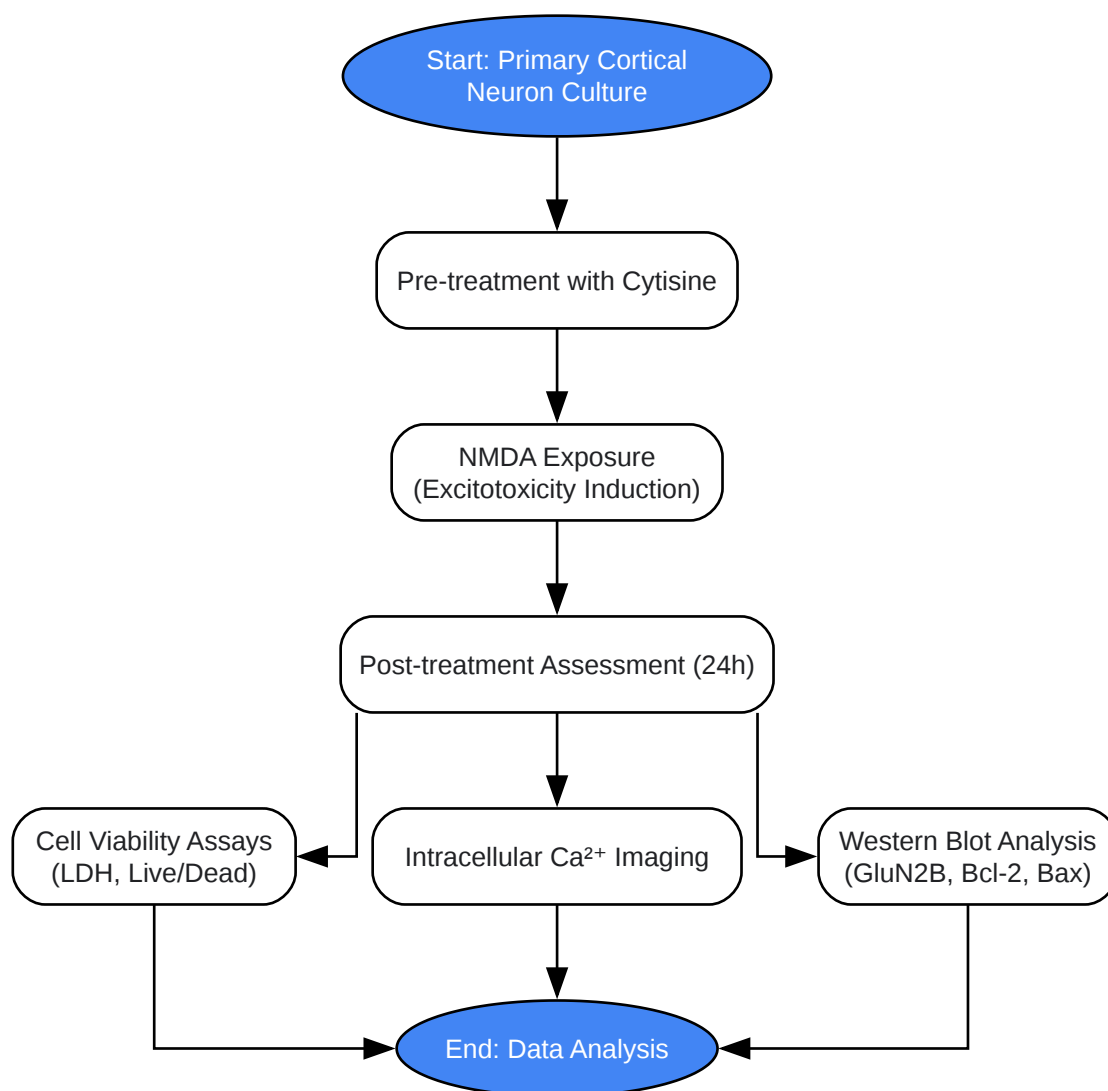 Start: Primary Cortical
Neuron Culture
Pre-treatment with Cytisine
NMDA Exposure
(Excitotoxicity Induction)
Post-treatment Assessment (24h)
Cell Viability Assays
(LDH, Live/Dead)
Intracellular Ca²⁺ Imaging
Western Blot Analysis
(GluN2B, Bcl-2, Bax)
End: Data Analysis